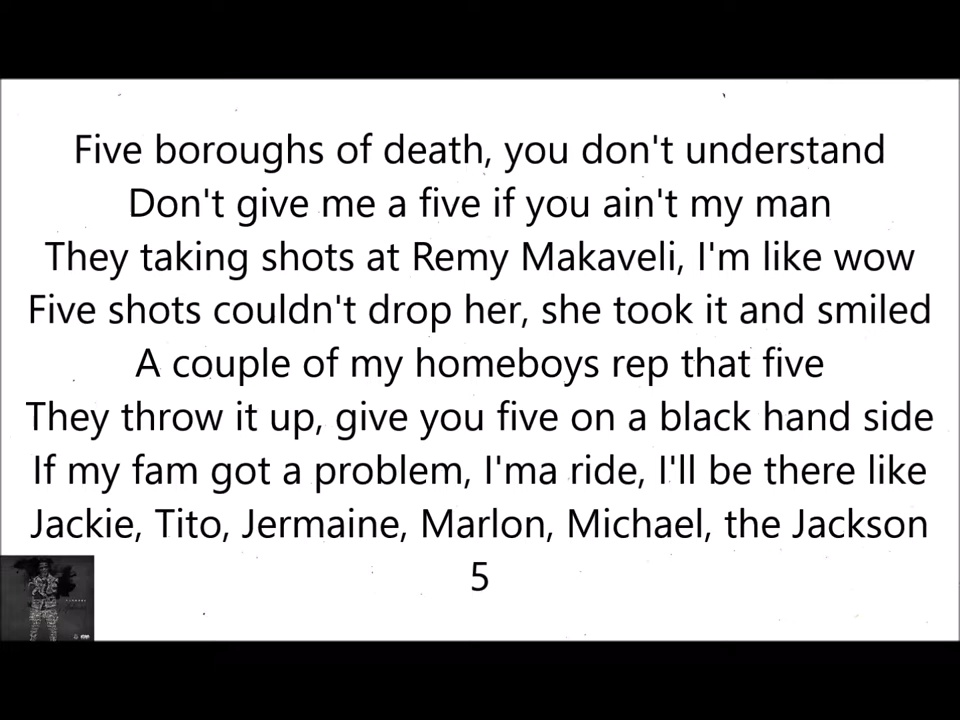 Five boroughs of death, you don't understand
Don't give me a five if you ain't my man
They taking shots at Remy Makaveli, I'm like wow
Five shots couldn't drop her, she took it and smiled
A couple of my homeboys rep that five
They throw it up, give you five on a black hand side
If my fam got a problem, I'ma ride, I'll be there like
Jackie, Tito, Jermaine, Marlon, Michael, the Jackson
5